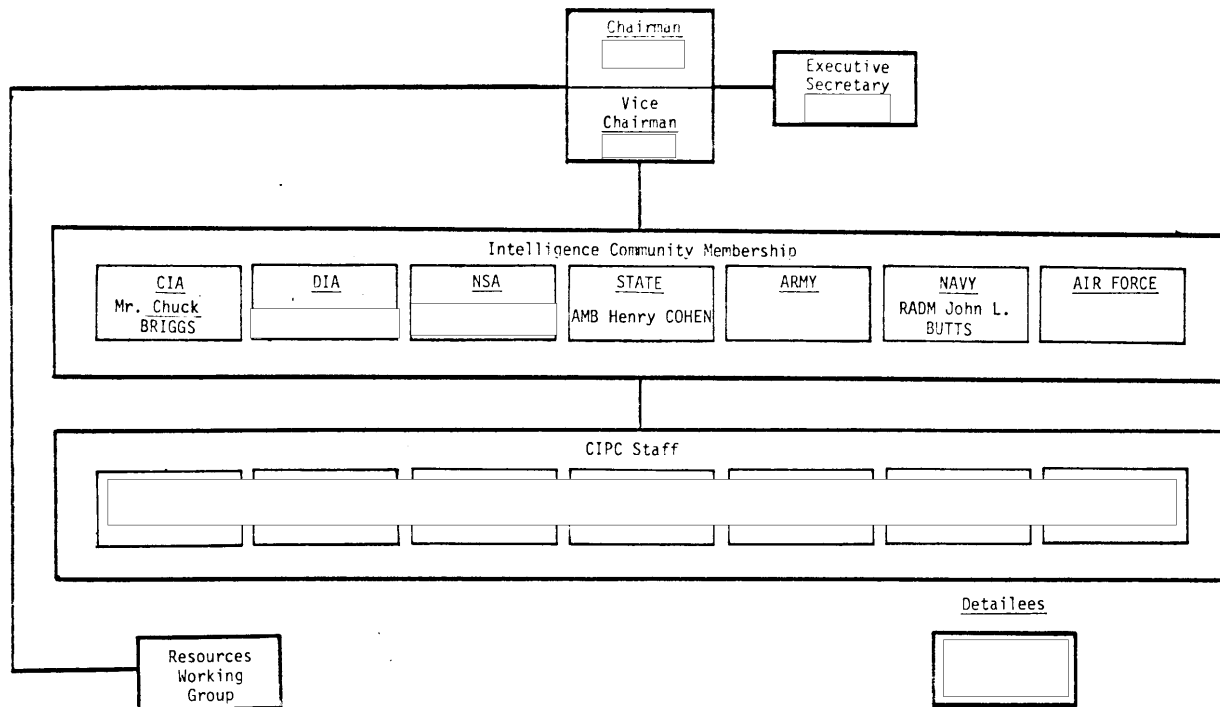 Chairman
Vice
Chairman
Executive
Secretary
Intelligence Community Membership
CIA
Mr. Chuck
BRIGGS
DIA
NSA
STATE
AMB Henry COHEN
ARMY
NAVY
RADM John L.
BUTTS
AIR FORCE
CIPC Staff
Detailees
Resources
Working
Group